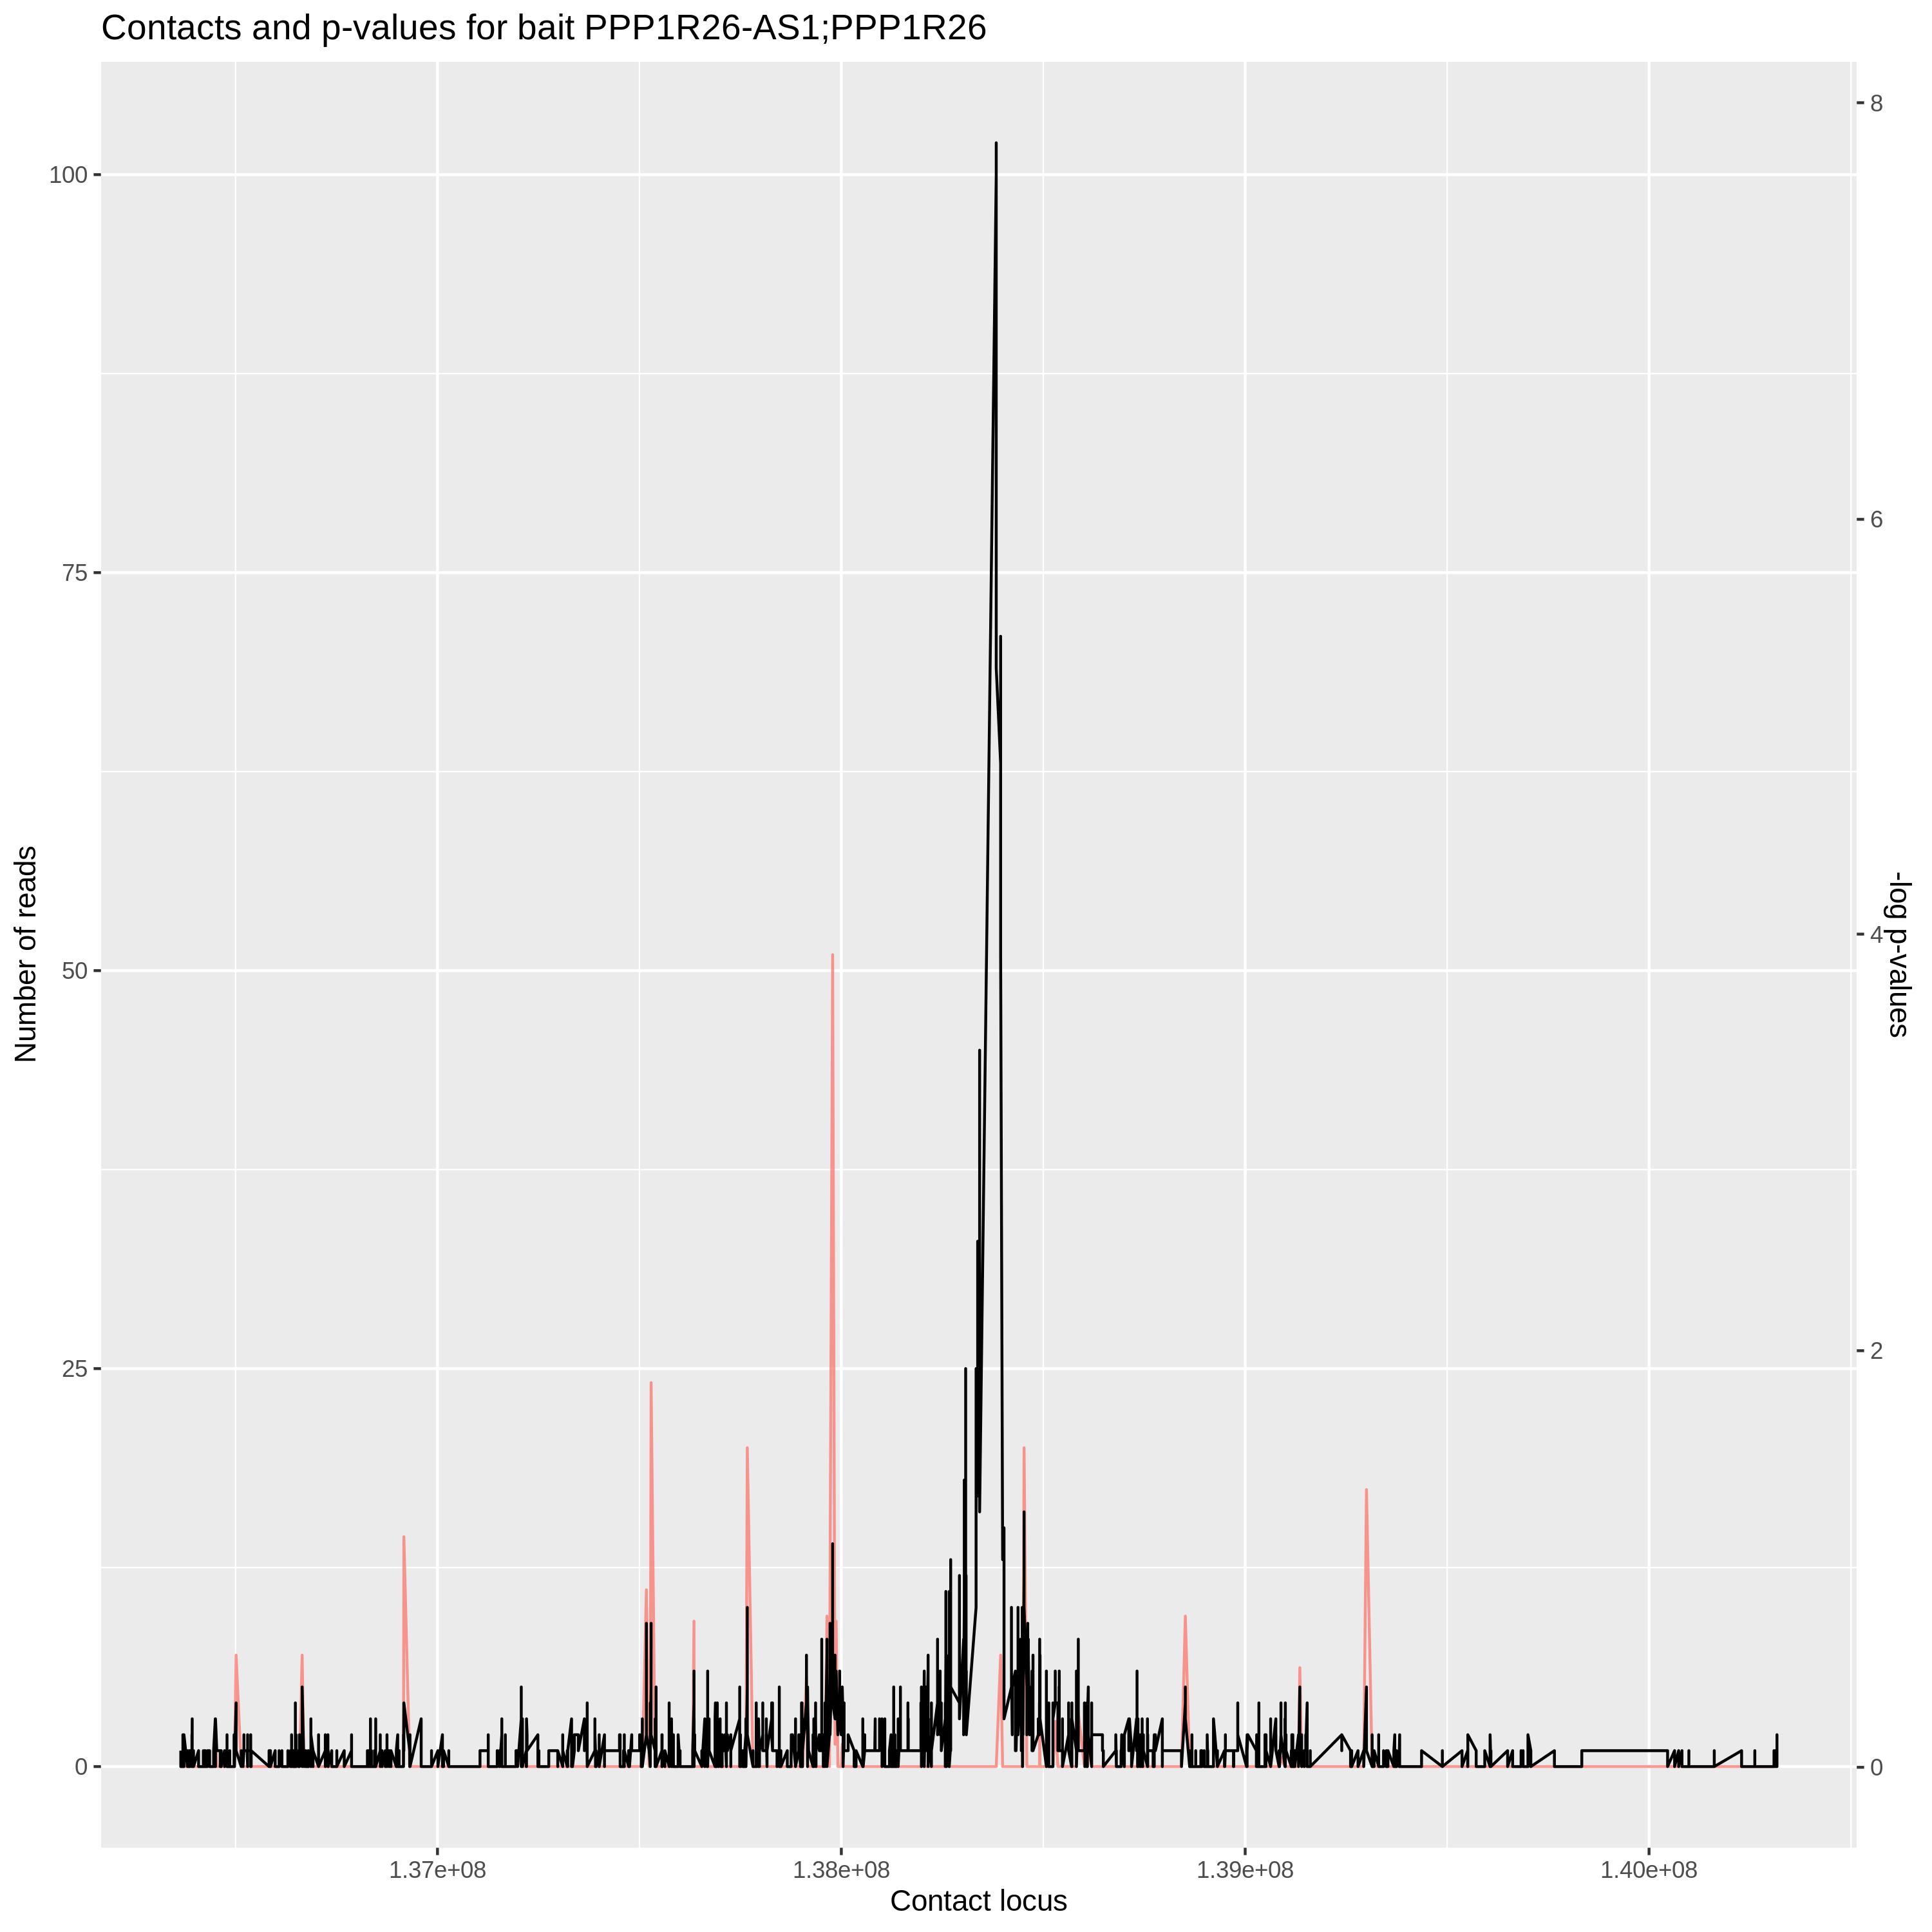 Contacts and p-values for bait PPP1R26-AS1;PPP1R26
100
75
50
25
0
Number of reads
8
6
4
2
0
-log p-values
1.37e+08
1.38e+08
1.39e+08
1.40e+08
Contact locus